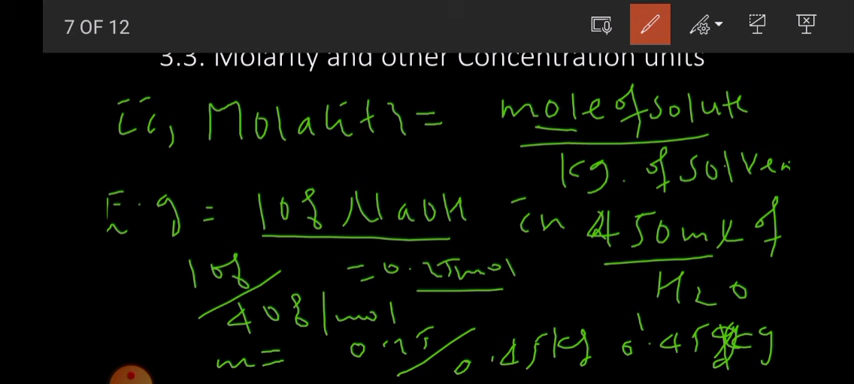 7 OF 12
3.3. Molarity and other Concentration units
ii, Molality = mole of solute
kg. of solven
E.g = 10g NaOH in 450mL of
H2O
10g = 0.25mol
40g/mol
m = 0.25/0.45kg 0.45kg